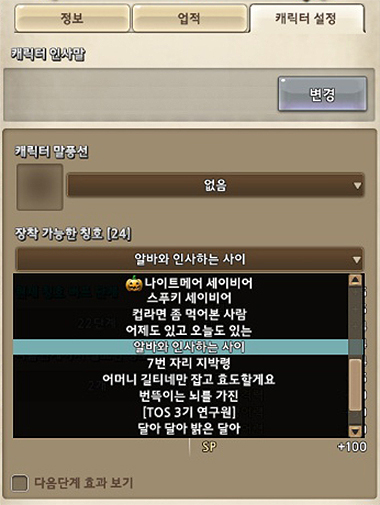 정보 업적 캐릭터 설정
캐릭터 인사말
변경
캐릭터 말풍선
없음
장착 가능한 칭호 [24]
알바와 인사하는 사이
나이트메어 세이비어
스푸키 세이비어
컵라면 좀 먹어본 사람
어제도 있고 오늘도 있는
알바와 인사하는 사이
7번 자리 지박령
어머니 길티네만 잡고 효도할게요
번뜩이는 뇌를 가진
[TOS 3기 연구원]
달아 달아 밝은 달아
SP +100
다음단계 효과 보기